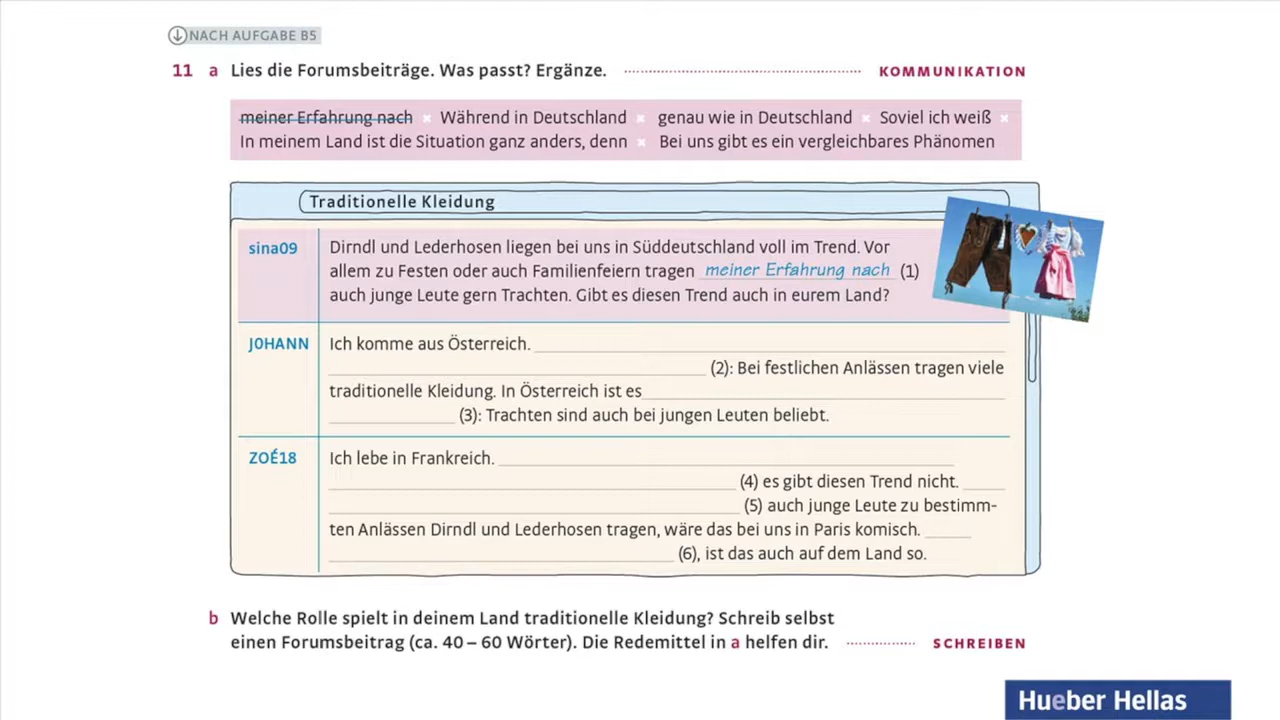 NACH AUFGABE B5
11 a Lies die Forumsbeiträge. Was passt? Ergänze. KOMMUNIKATION
meiner Erfahrung nach × Während in Deutschland × genau wie in Deutschland × Soviel ich weiß ×
In meinem Land ist die Situation ganz anders, denn × Bei uns gibt es ein vergleichbares Phänomen
Traditionelle Kleidung
sina09 Dirndl und Lederhosen liegen bei uns in Süddeutschland voll im Trend. Vor
allem zu Festen oder auch Familienfeiern tragen meiner Erfahrung nach (1)
auch junge Leute gern Trachten. Gibt es diesen Trend auch in eurem Land?
J0HANN Ich komme aus Österreich.
(2): Bei festlichen Anlässen tragen viele
traditionelle Kleidung. In Österreich ist es
(3): Trachten sind auch bei jungen Leuten beliebt.
ZOÉ18 Ich lebe in Frankreich.
(4) es gibt diesen Trend nicht.
(5) auch junge Leute zu bestimm-
ten Anlässen Dirndl und Lederhosen tragen, wäre das bei uns in Paris komisch.
(6), ist das auch auf dem Land so.
b Welche Rolle spielt in deinem Land traditionelle Kleidung? Schreib selbst
einen Forumsbeitrag (ca. 40 – 60 Wörter). Die Redemittel in a helfen dir. SCHREIBEN
Hueber Hellas